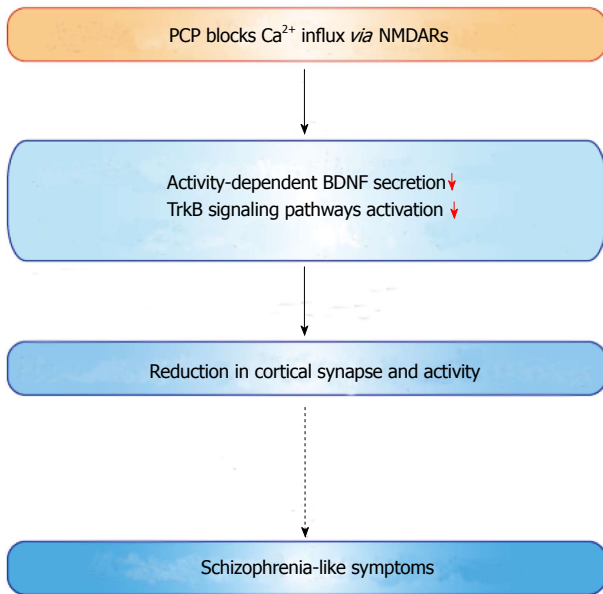 PCP blocks Ca²⁺ influx via NMDARs
Activity-dependent BDNF secretion↓
TrkB signaling pathways activation ↓
Reduction in cortical synapse and activity
Schizophrenia-like symptoms